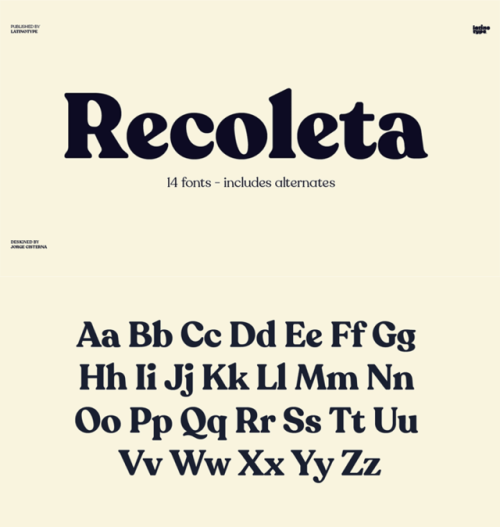 PUBLISHED BY
LATINOTYPE
latino
type
Recoleta
14 fonts - includes alternates
DESIGNED BY
JORGE CISTERNA
Aa Bb Cc Dd Ee Ff Gg
Hh Ii Jj Kk Ll Mm Nn
Oo Pp Qq Rr Ss Tt Uu
Vv Ww Xx Yy Zz